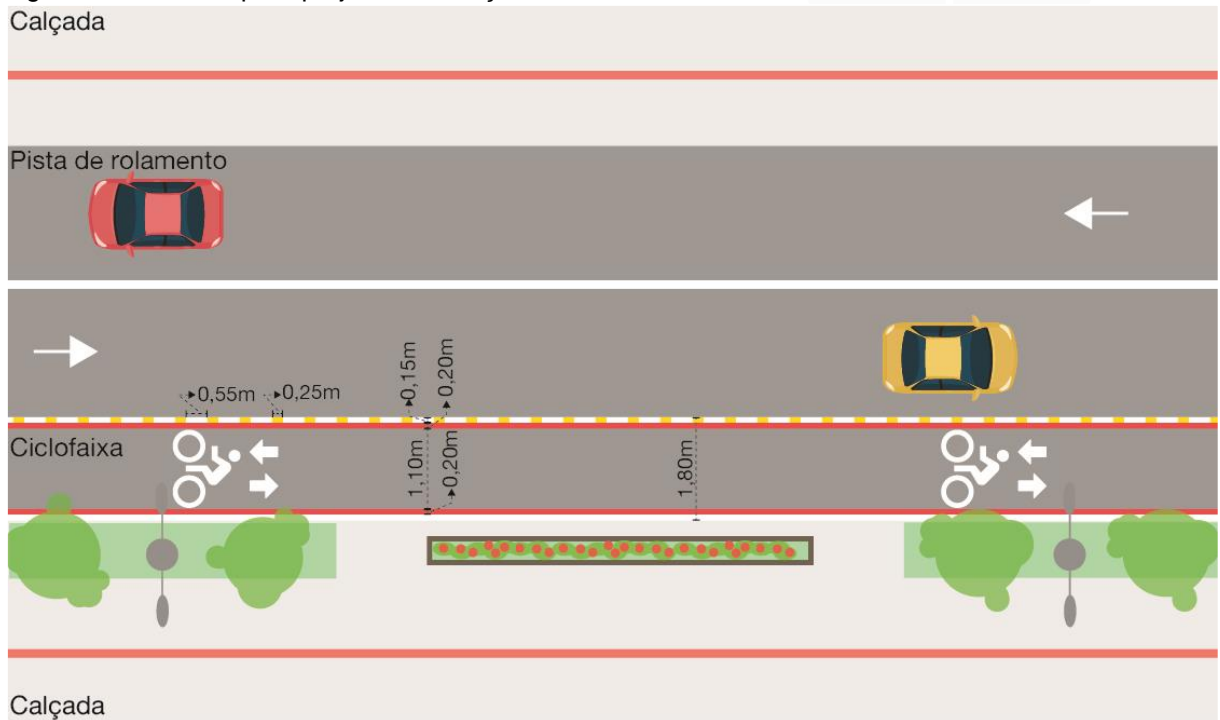 Calçada
Pista de rolamento
0,55m
0,25m
0,15m
0,20m
Ciclofaixa
1,10m
0,20m
1,80m
Calçada